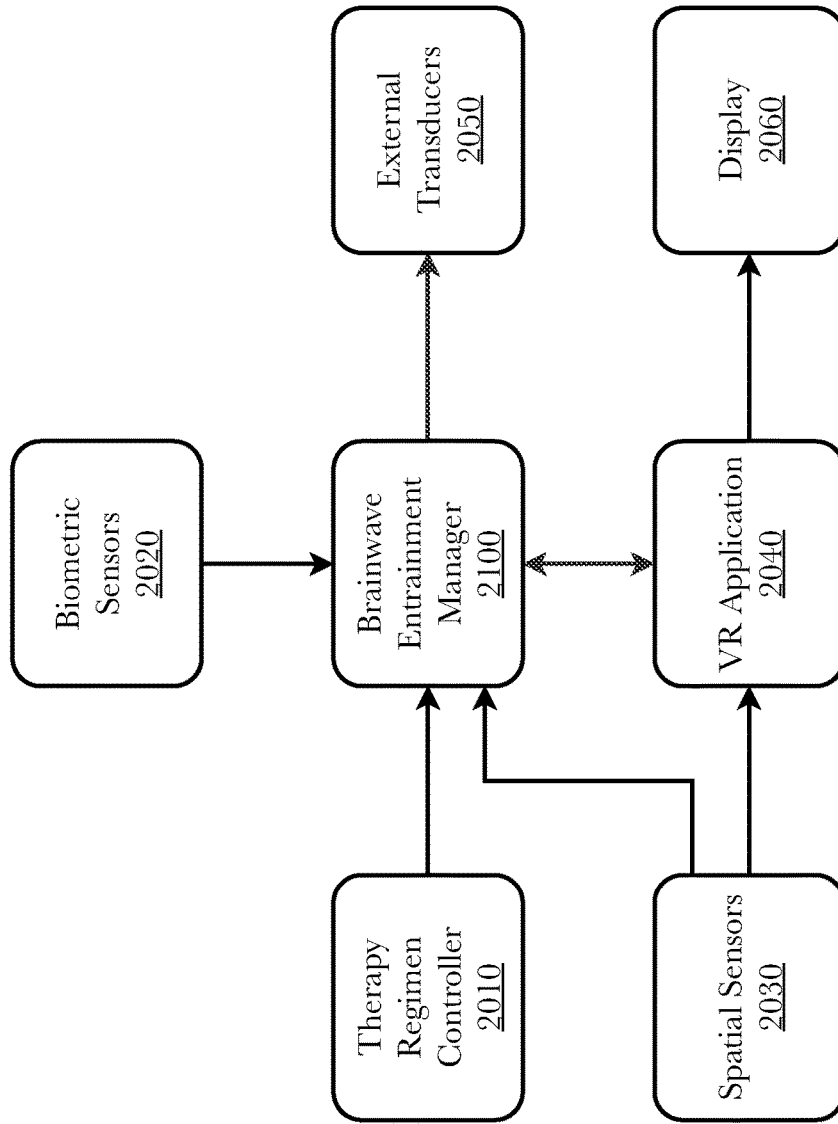 Biometric
Sensors
2020
Therapy
Regimen
Controller
2010
Brainwave
Entrainment
Manager
2100
External
Transducers
2050
Spatial Sensors
2030
VR Application
2040
Display
2060